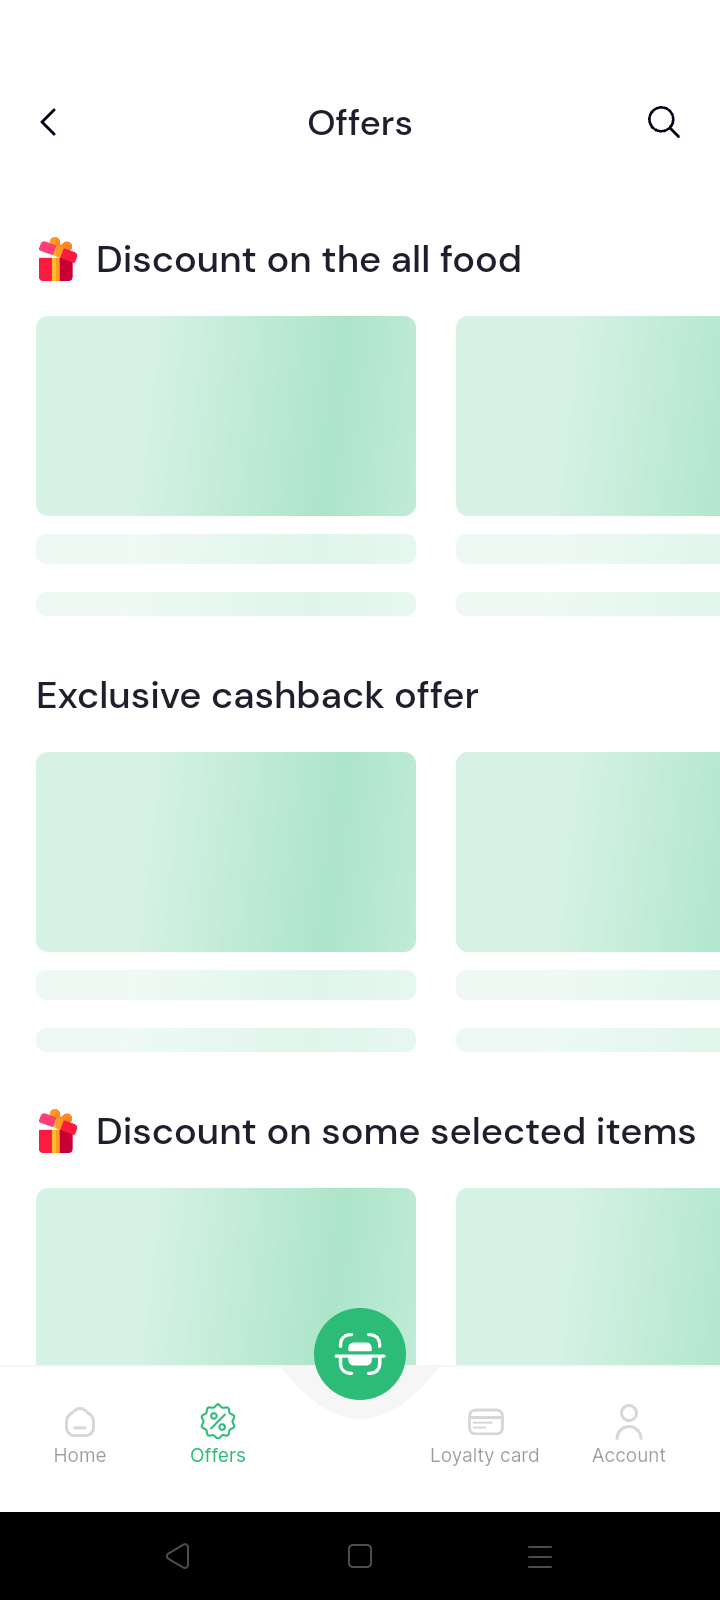 Offers
Discount on the all food
Exclusive cashback offer
Discount on some selected items
Home
Offers
Loyalty card
Account